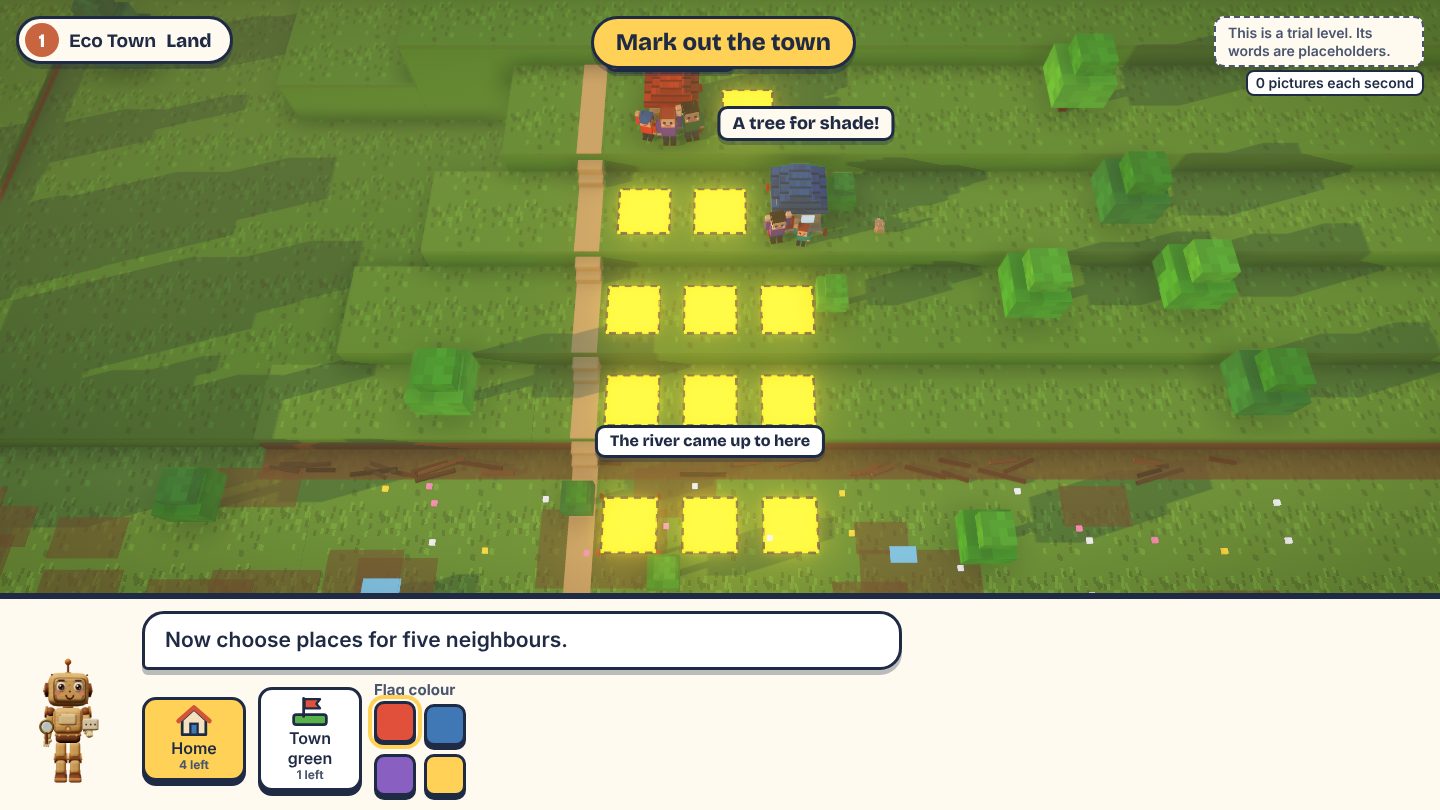 1 Eco Town Land
Mark out the town
This is a trial level. Its
words are placeholders.
0 pictures each second
A tree for shade!
The river came up to here
Now choose places for five neighbours.
Home
4 left
Town
green
1 left
Flag colour